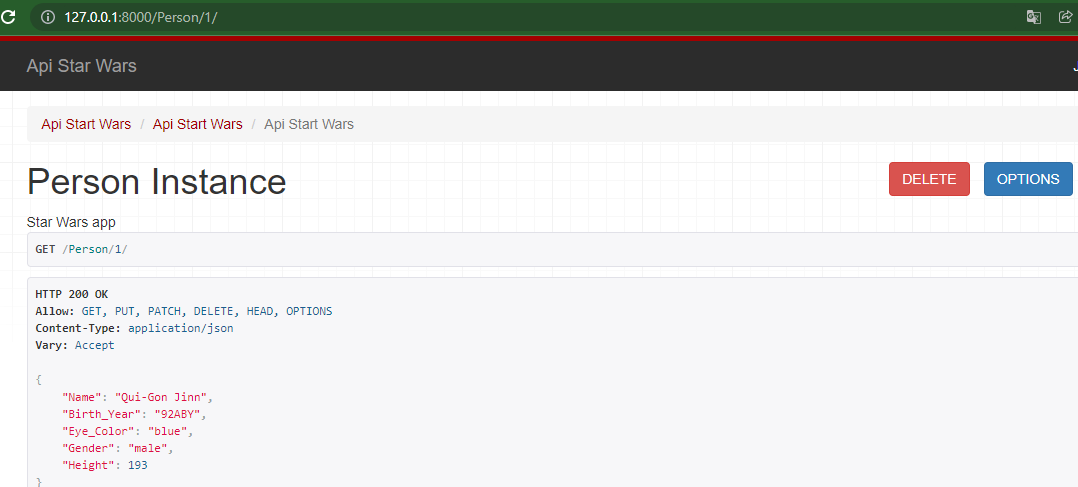 127.0.0.1:8000/Person/1/
Api Star Wars
Api Start Wars / Api Start Wars / Api Start Wars
Person Instance
DELETE
OPTIONS
Star Wars app
GET /Person/1/
HTTP 200 OK
Allow: GET, PUT, PATCH, DELETE, HEAD, OPTIONS
Content-Type: application/json
Vary: Accept
{
"Name": "Qui-Gon Jinn",
"Birth_Year": "92ABY",
"Eye_Color": "blue",
"Gender": "male",
"Height": 193
}